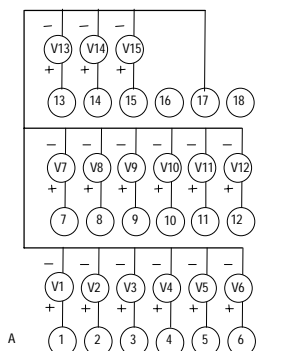 − − −
V13 V14 V15
+ + +
13 14 15 16 17 18
− − − − − −
V7 V8 V9 V10 V11 V12
+ + + + + +
7 8 9 10 11 12
− − − − − −
V1 V2 V3 V4 V5 V6
+ + + + + +
A 1 2 3 4 5 6